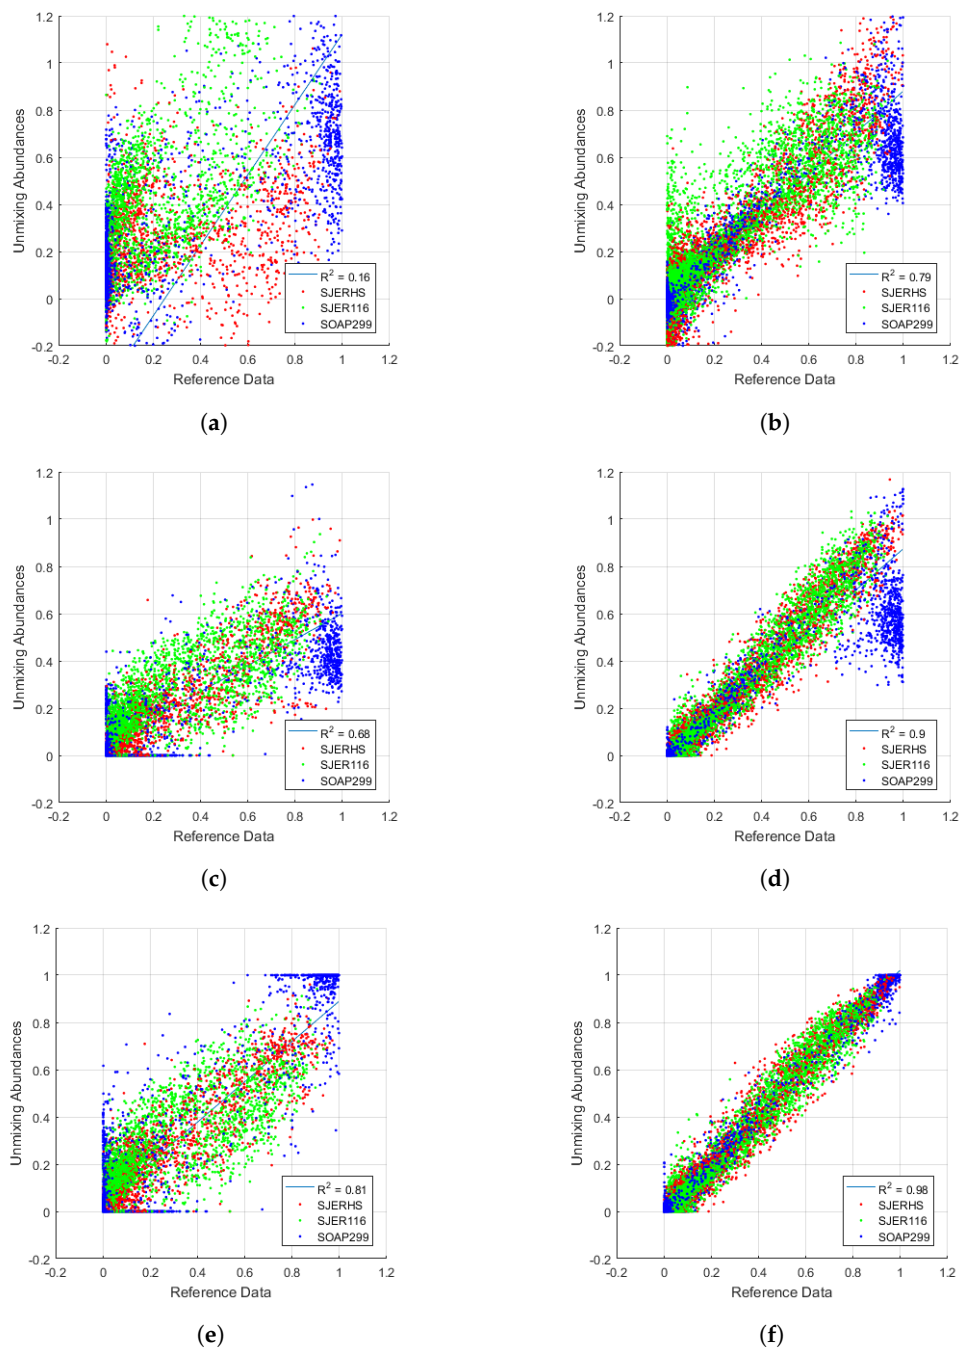 1.2
1
0.8
0.6
0.4
0.2
0
-0.2
Unmixing Abundances
R² = 0.16
SJERHS
SJER116
SOAP299
-0.2 0 0.2 0.4 0.6 0.8 1 1.2
Reference Data
(a)
1.2
1
0.8
0.6
0.4
0.2
0
-0.2
Unmixing Abundances
R² = 0.79
SJERHS
SJER116
SOAP299
-0.2 0 0.2 0.4 0.6 0.8 1 1.2
Reference Data
(b)
1.2
1
0.8
0.6
0.4
0.2
0
-0.2
Unmixing Abundances
R² = 0.68
SJERHS
SJER116
SOAP299
-0.2 0 0.2 0.4 0.6 0.8 1 1.2
Reference Data
(c)
1.2
1
0.8
0.6
0.4
0.2
0
-0.2
Unmixing Abundances
R² = 0.9
SJERHS
SJER116
SOAP299
-0.2 0 0.2 0.4 0.6 0.8 1 1.2
Reference Data
(d)
1.2
1
0.8
0.6
0.4
0.2
0
-0.2
Unmixing Abundances
R² = 0.81
SJERHS
SJER116
SOAP299
-0.2 0 0.2 0.4 0.6 0.8 1 1.2
Reference Data
(e)
1.2
1
0.8
0.6
0.4
0.2
0
-0.2
Unmixing Abundances
R² = 0.98
SJERHS
SJER116
SOAP299
-0.2 0 0.2 0.4 0.6 0.8 1 1.2
Reference Data
(f)